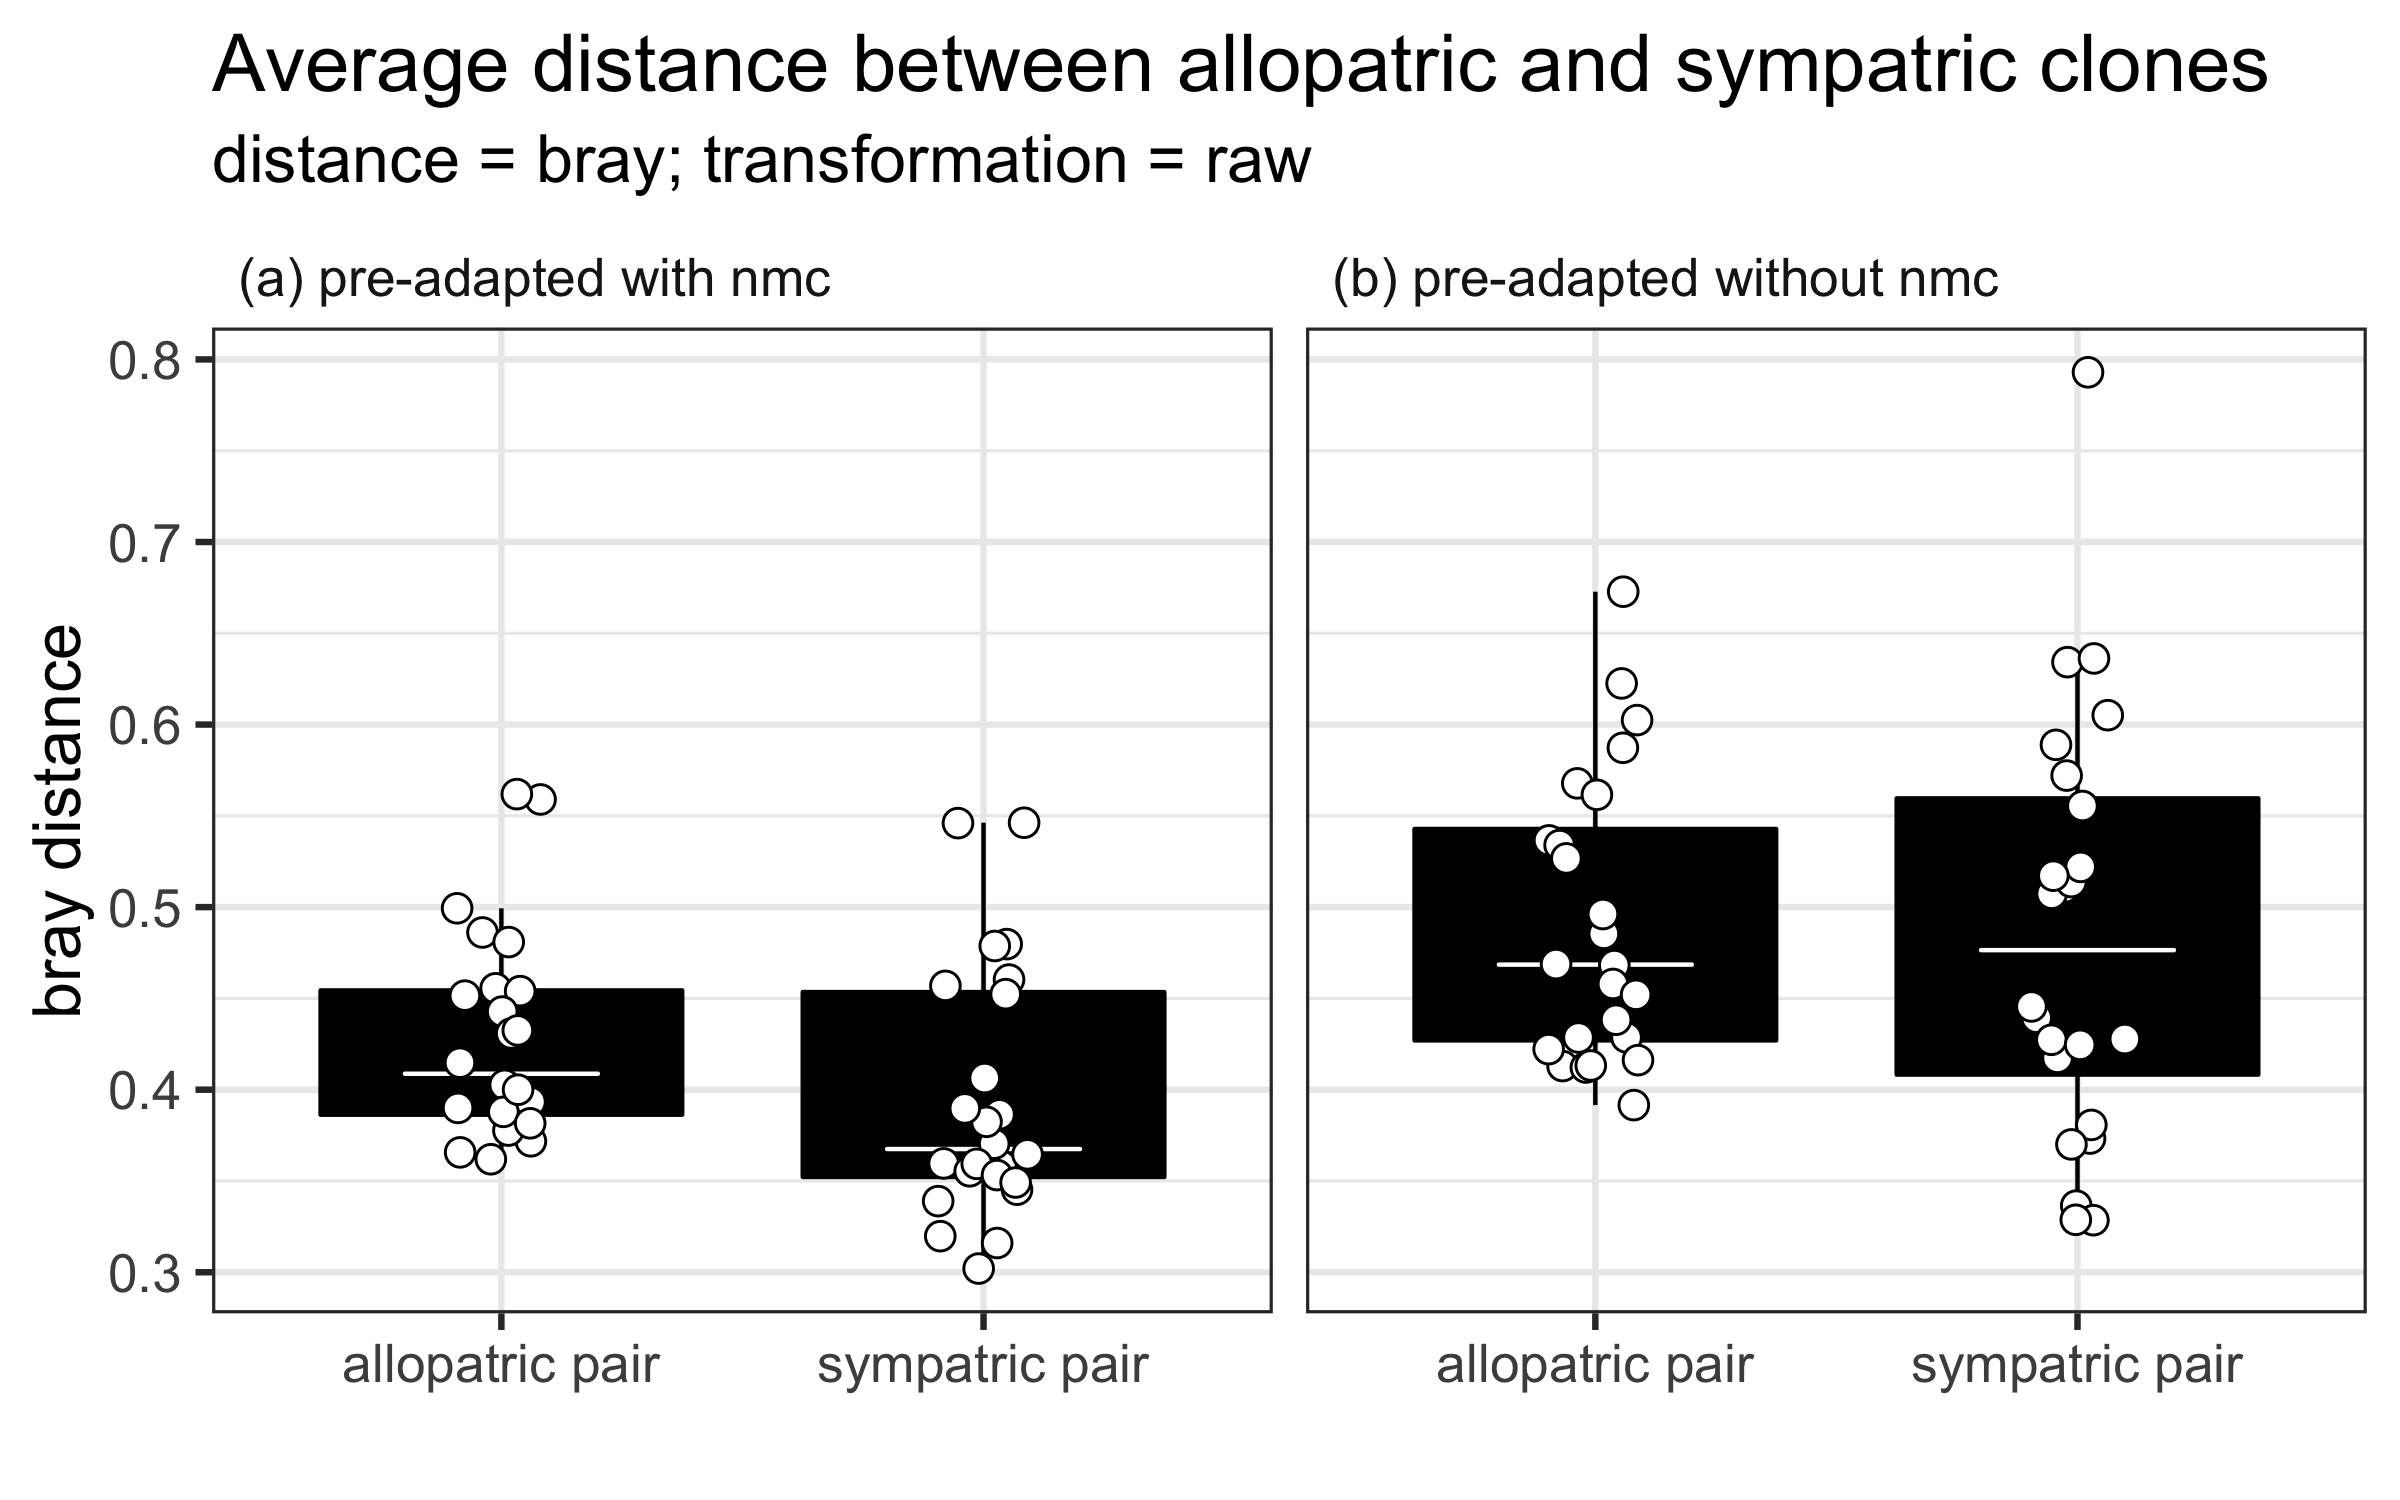 Average distance between allopatric and sympatric clones
distance = bray; transformation = raw
(a) pre-adapted with nmc
(b) pre-adapted without nmc
bray distance
0.8
0.7
0.6
0.5
0.4
0.3
allopatric pair
sympatric pair
allopatric pair
sympatric pair